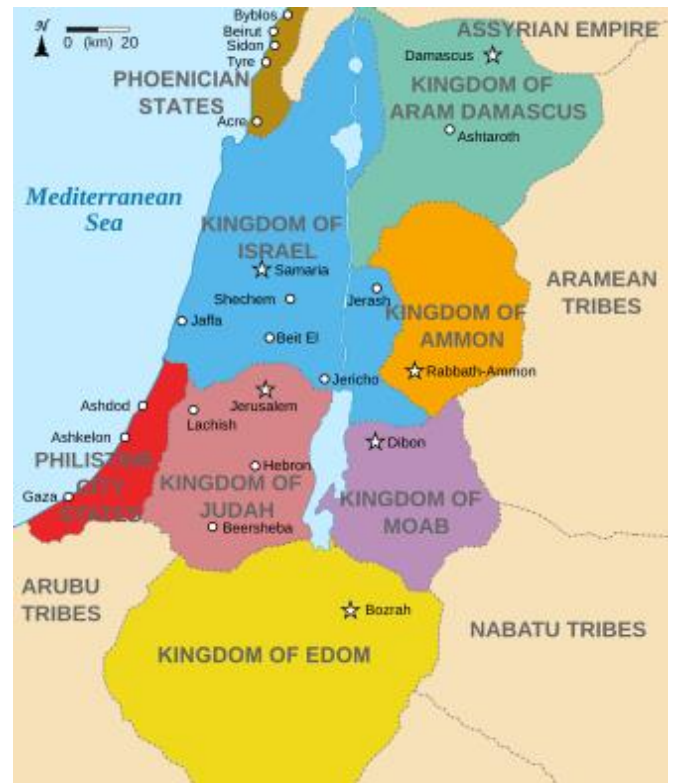 Byblos
Beirut
Sidon
Tyre
Acre
N
0 (km) 20
PHOENICIAN
STATES
ASSYRIAN EMPIRE
Damascus
KINGDOM OF
ARAM DAMASCUS
Ashtaroth
Mediterranean
Sea
KINGDOM OF
ISRAEL
Samaria
Shechem
Jerash
Jaffa
Beit El
Jericho
KINGDOM OF
AMMON
Rabbath-Ammon
ARAMEAN
TRIBES
Jerusalem
Lachish
Ashdod
Ashkelon
Gaza
PHILISTINE
CITY
STATES
Hebron
KINGDOM OF
JUDAH
Beersheba
Dibon
KINGDOM OF
MOAB
ARUBU
TRIBES
Bozrah
KINGDOM OF EDOM
NABATU TRIBES